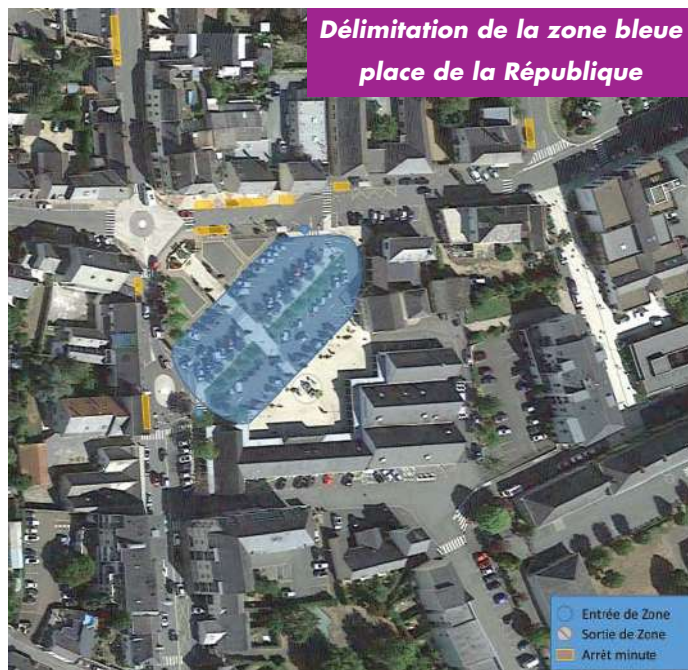 Délimitation de la zone bleue
place de la République
Entrée de Zone
Sortie de Zone
Arrêt minute